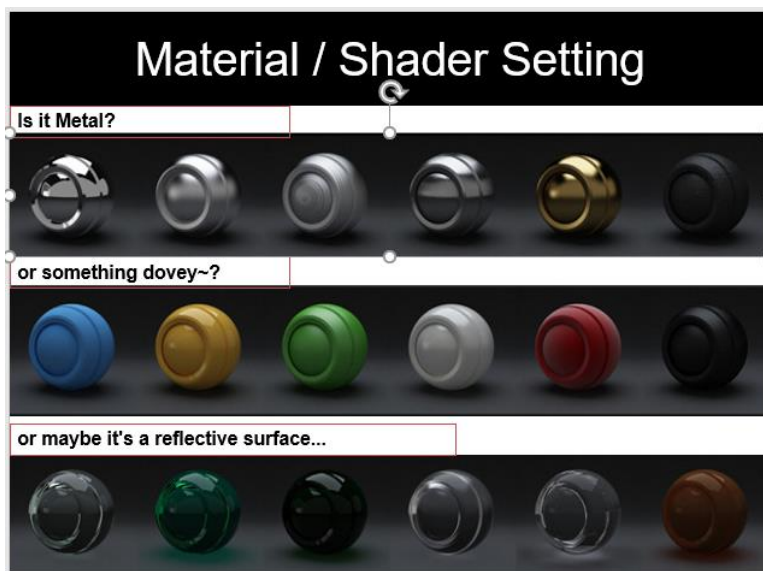 Material / Shader Setting
Is it Metal?
or something dovey~?
or maybe it's a reflective surface...